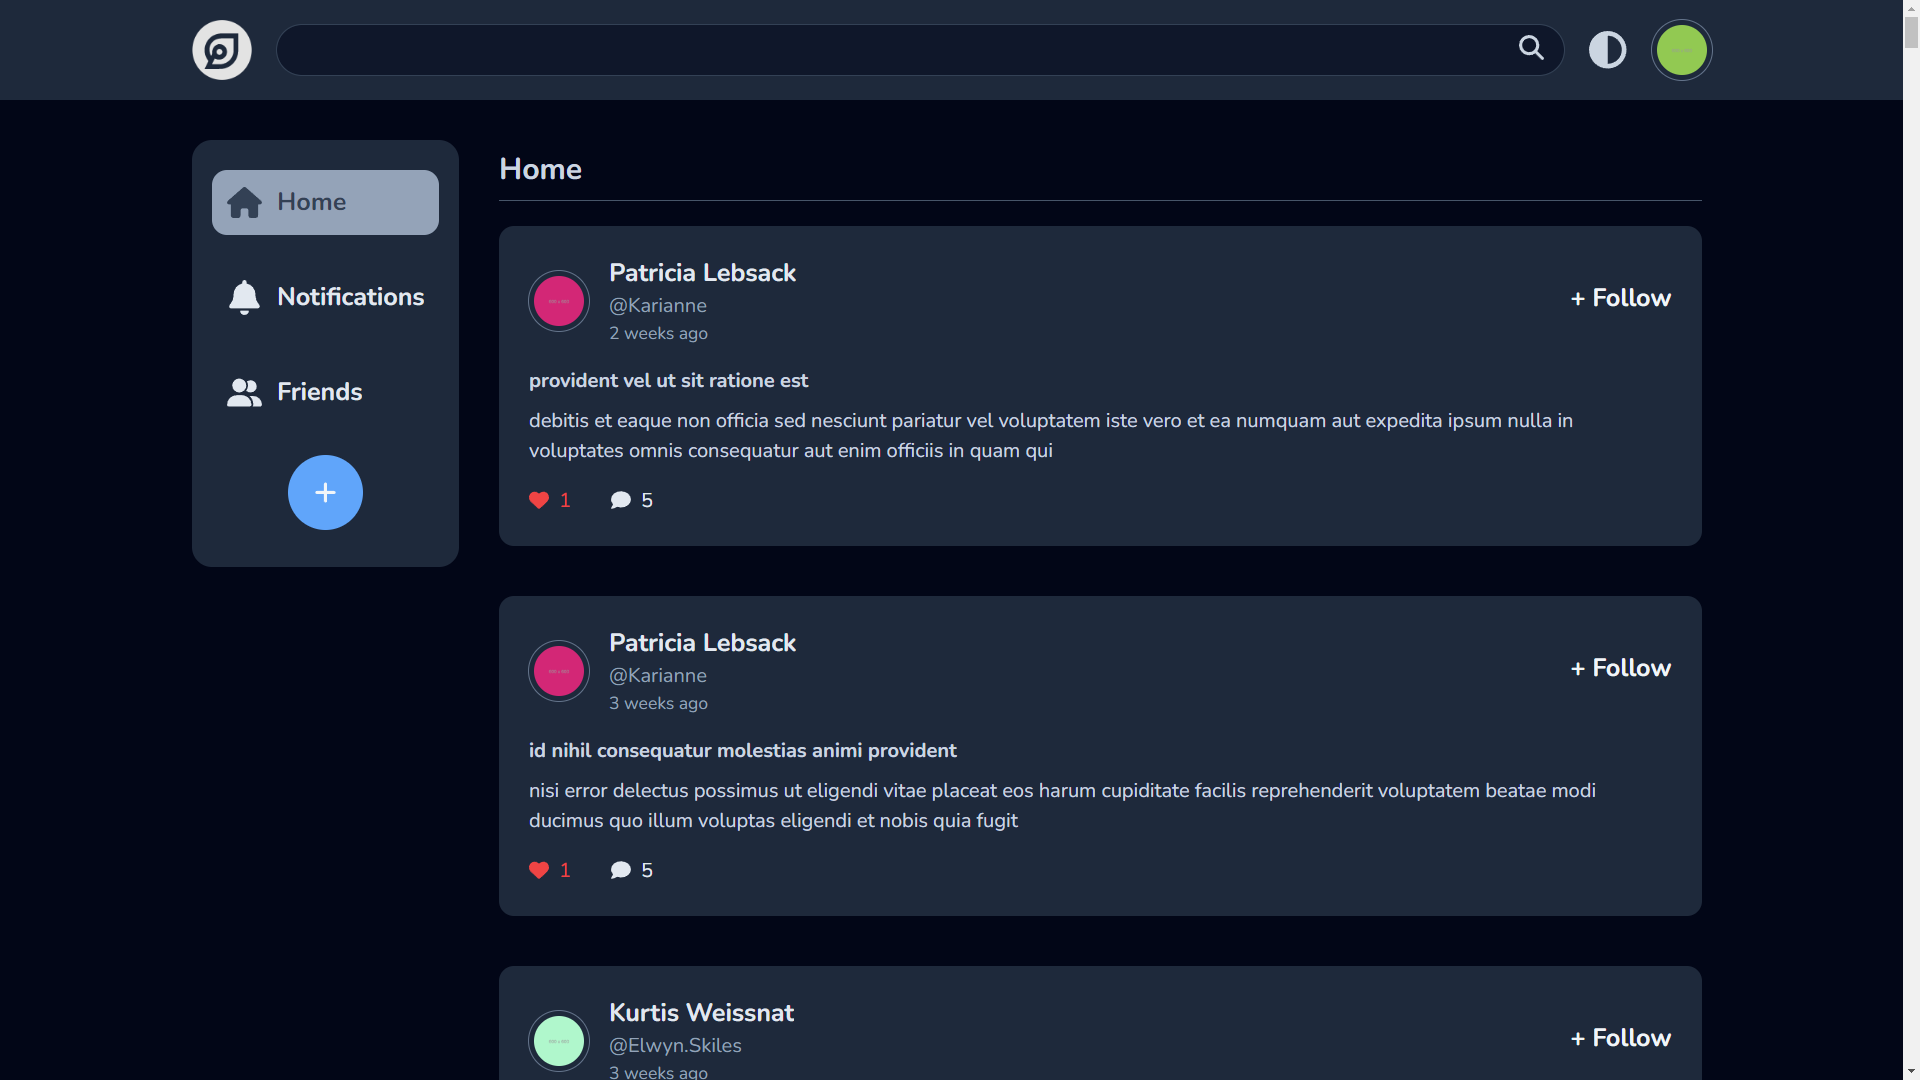 Home
Notifications
Friends
Home
Patricia Lebsack
@Karianne
2 weeks ago
+ Follow
provident vel ut sit ratione est
debitis et eaque non officia sed nesciunt pariatur vel voluptatem iste vero et ea numquam aut expedita ipsum nulla in
voluptates omnis consequatur aut enim officiis in quam qui
1
5
Patricia Lebsack
@Karianne
3 weeks ago
+ Follow
id nihil consequatur molestias animi provident
nisi error delectus possimus ut eligendi vitae placeat eos harum cupiditate facilis reprehenderit voluptatem beatae modi
ducimus quo illum voluptas eligendi et nobis quia fugit
1
5
Kurtis Weissnat
@Elwyn.Skiles
3 weeks ago
+ Follow